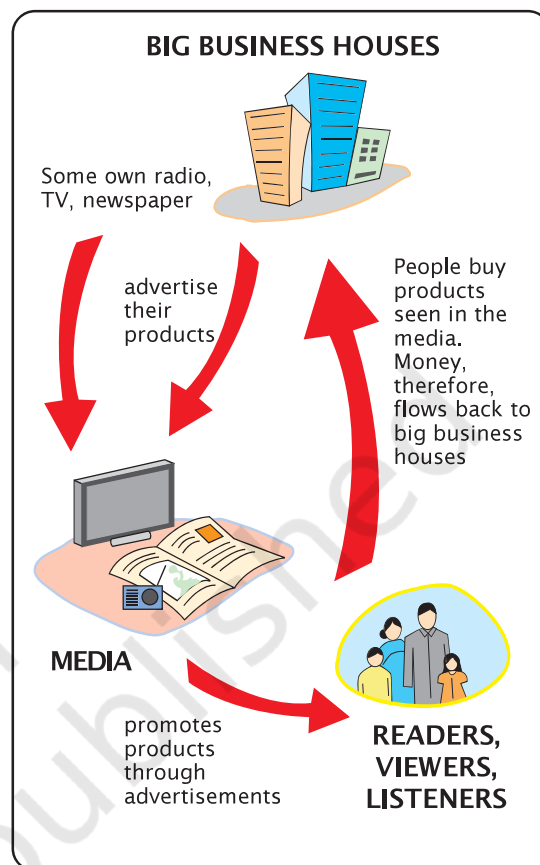 BIG BUSINESS HOUSES
Some own radio,
TV, newspaper
advertise
their
products
People buy
products
seen in the
media.
Money,
therefore,
flows back to
big business
houses
MEDIA
promotes
products
through
advertisements
READERS,
VIEWERS,
LISTENERS
published